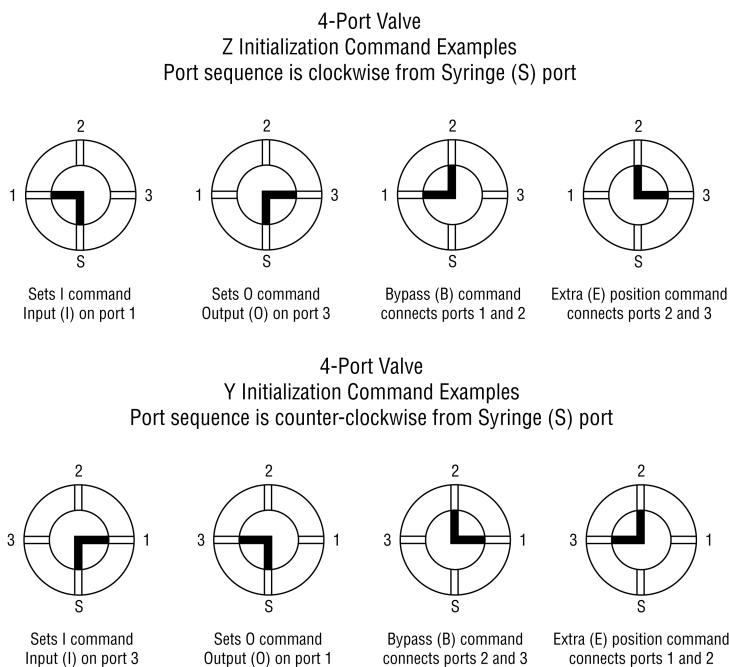 4-Port Valve
Z Initialization Command Examples
Port sequence is clockwise from Syringe (S) port
2
2
2
2
1
3
1
3
1
3
1
3
S
S
S
S
Sets I command
Input (I) on port 1
Sets O command
Output (O) on port 3
Bypass (B) command
connects ports 1 and 2
Extra (E) position command
connects ports 2 and 3
4-Port Valve
Y Initialization Command Examples
Port sequence is counter-clockwise from Syringe (S) port
2
2
2
2
3
1
3
1
3
1
3
1
S
S
S
S
Sets I command
Input (I) on port 3
Sets O command
Output (O) on port 1
Bypass (B) command
connects ports 2 and 3
Extra (E) position command
connects ports 1 and 2